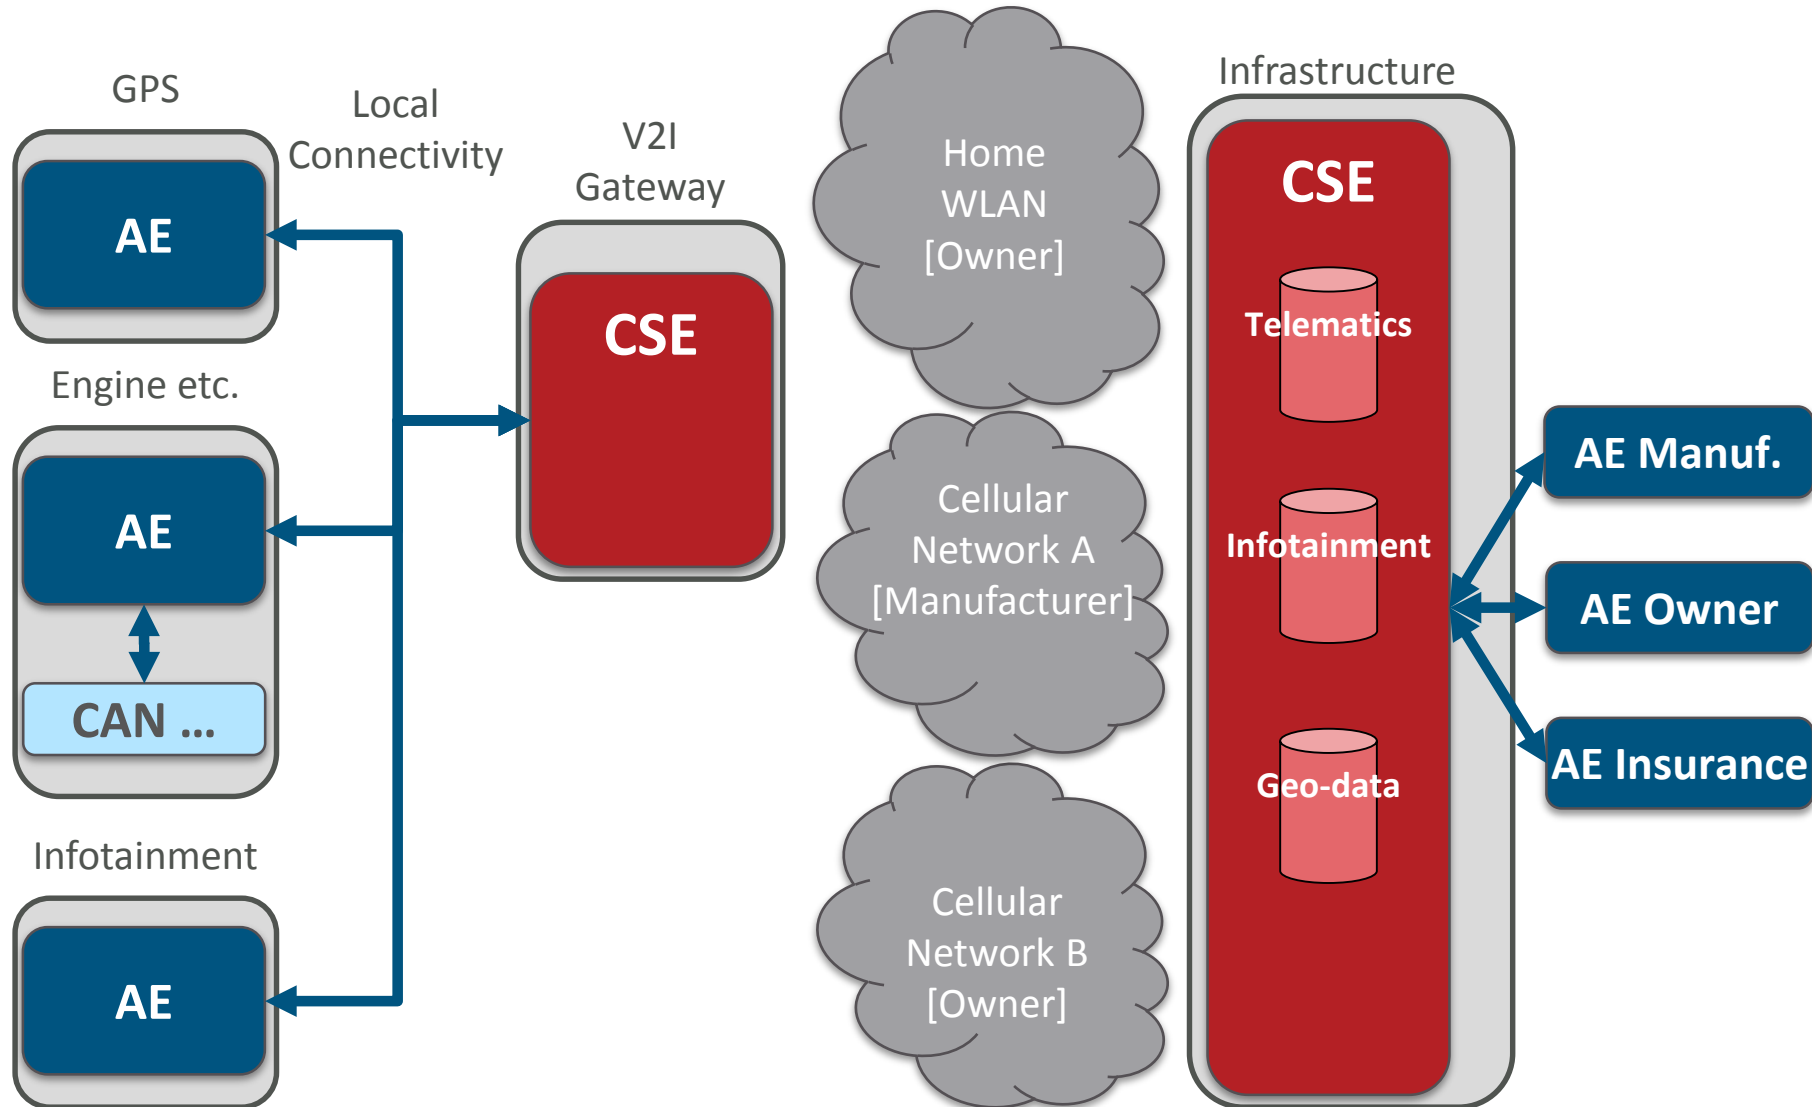 GPS
AE
Engine etc.
AE
CAN ...
Infotainment
AE
Local
Connectivity
V2I
Gateway
CSE
Home
WLAN
[Owner]
Cellular
Network A
[Manufacturer]
Cellular
Network B
[Owner]
Infrastructure
CSE
Telematics
Infotainment
Geo-data
AE Manuf.
AE Owner
AE Insurance